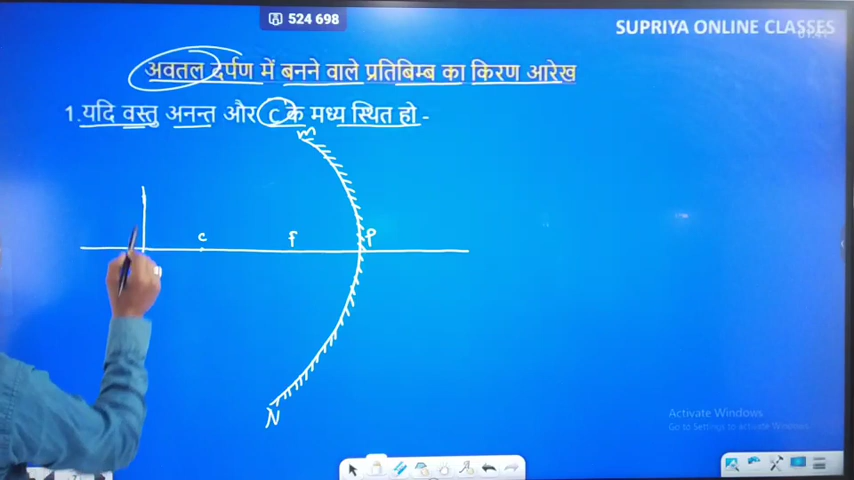 524 698
SUPRIYA ONLINE CLASSES
अवतल दर्पण में बनने वाले प्रतिबिम्ब का किरण आरेख
1.यदि वस्तु अनन्त और C के मध्य स्थित हो -
m
C F P
N
Activate Windows
Go to Settings to activate Windows.